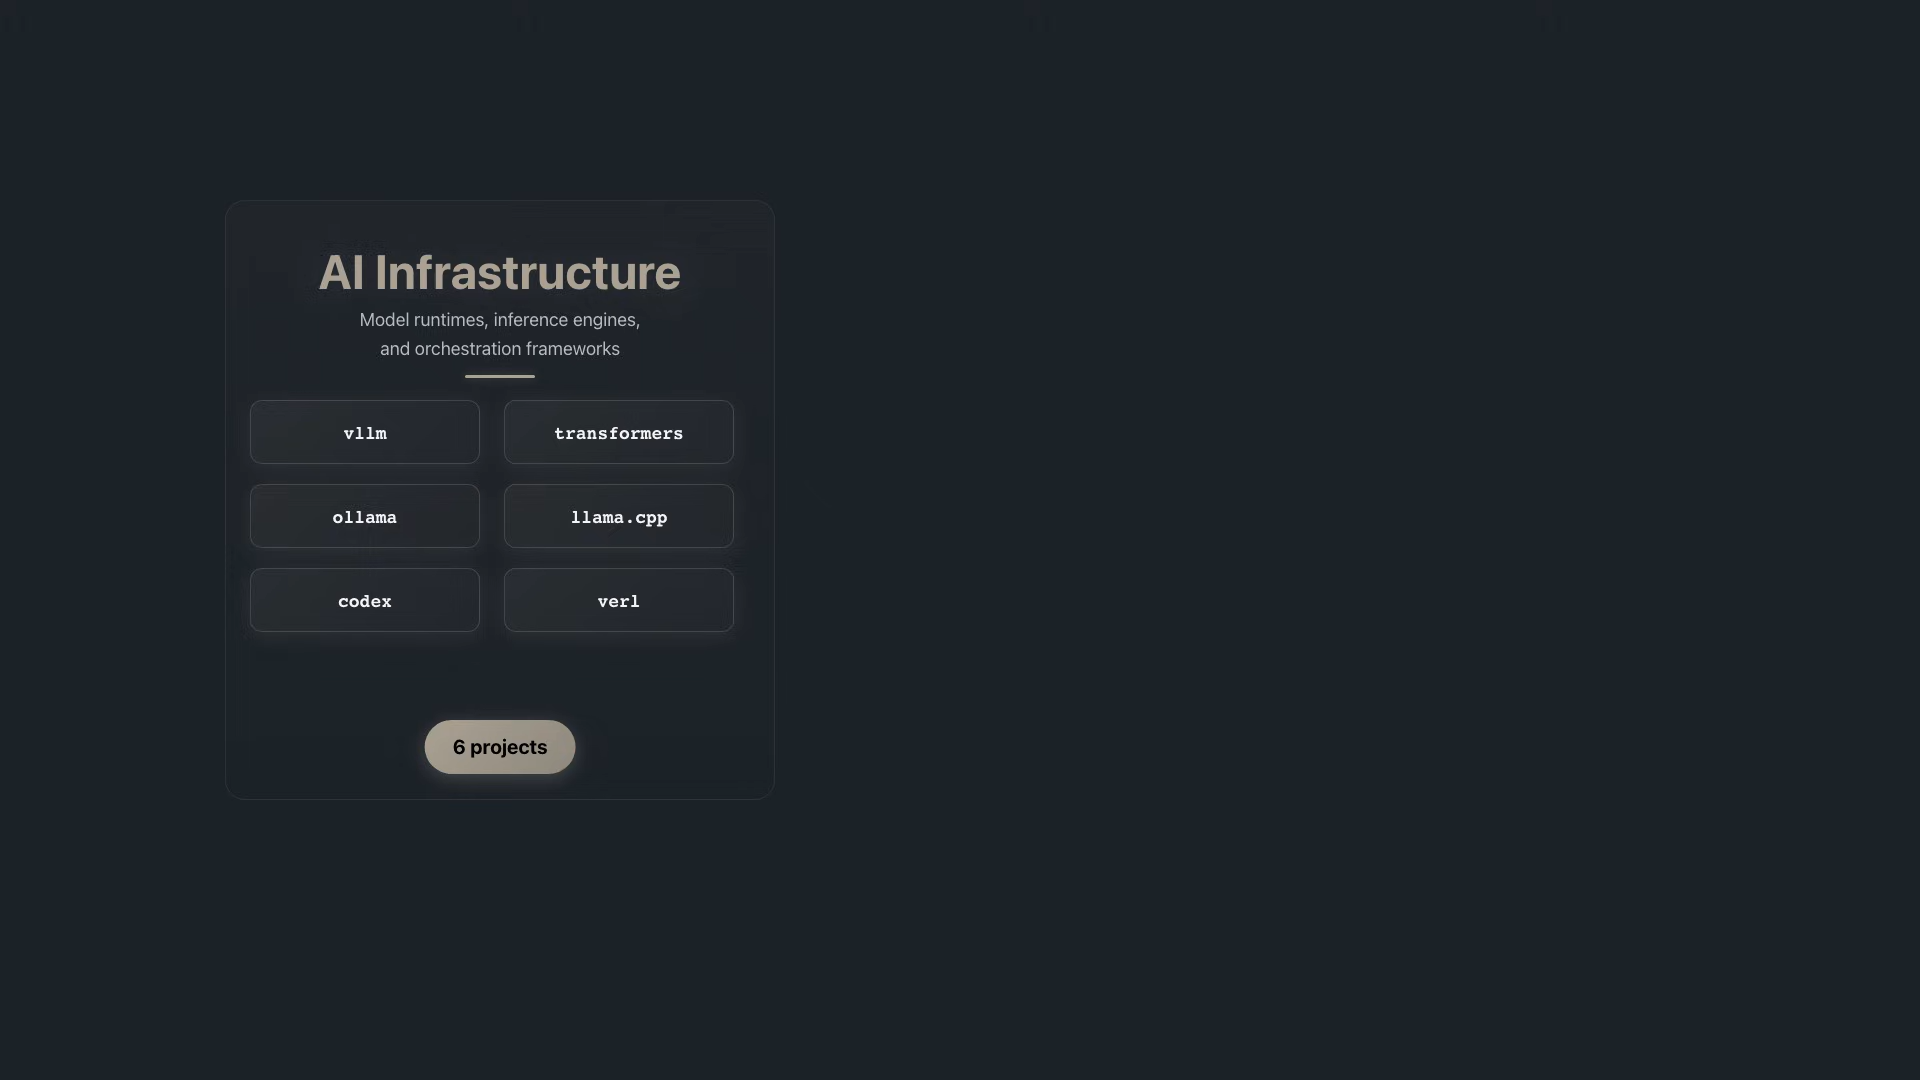 AI Infrastructure
Model runtimes, inference engines,
and orchestration frameworks
vllm
transformers
ollama
llama.cpp
codex
verl
6 projects